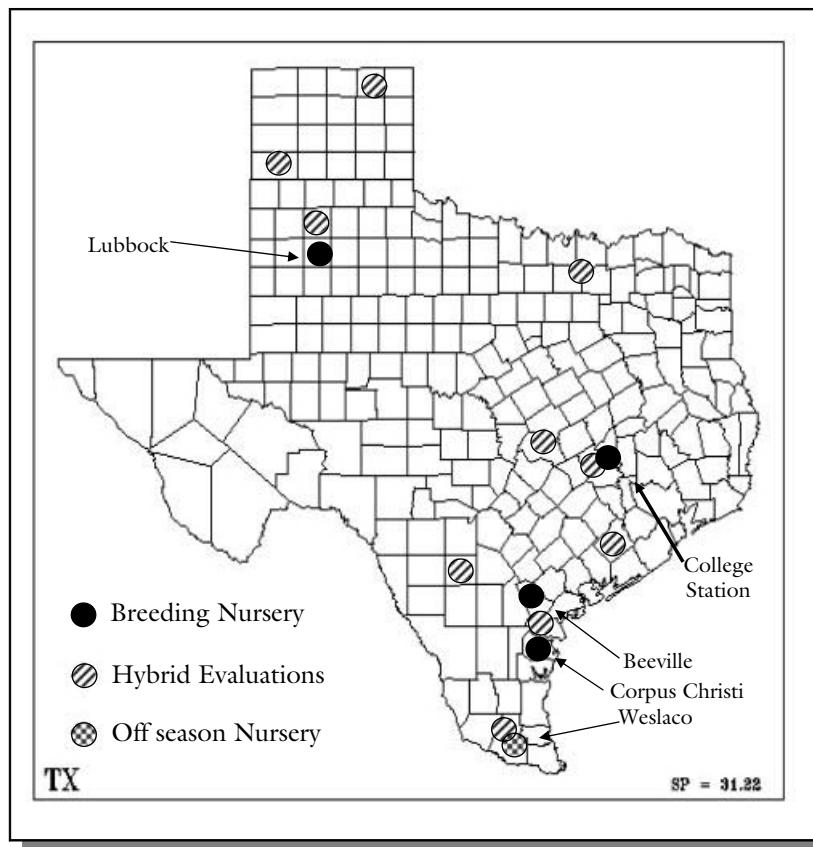 Lubbock
College
Station
Breeding Nursery
Beeville
Hybrid Evaluations
Corpus Christi
Weslaco
Off season Nursery
TX
SP = 31.22